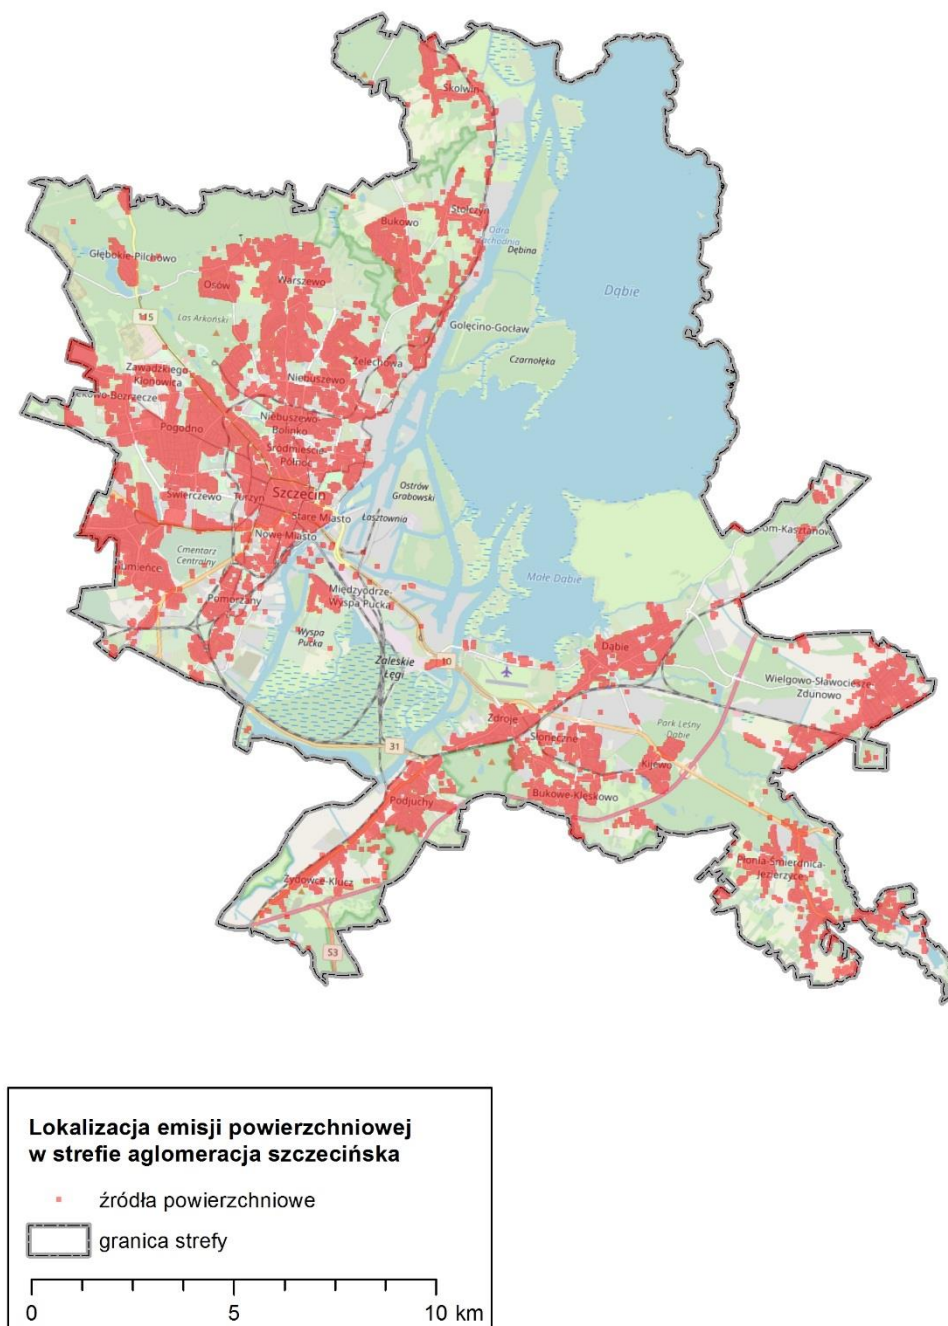 Skolwin
Stołczyn
Bukowo
Odra
Zachodnia
Dębina
Głębokie-Pilchowo
Osów
Warszewo
Dąbie
Las Arkoński
115
Golęcino-Gocław
Czarnołęka
Żelechowa
Zawadzkiego
Klonowica
Niebuszewo
Pogodno
Niebuszewo-
Bolinko
Śródmieście-
Północ
Ostrów
Grabowski
Świerczewo
Turzyn
Szczecin
Stare Miasto
Łasztownia
Nowe Miasto
Cmentarz
Centralny
Małe Dąbie
Międzyodrze-
Wyspa Pucka
Pomorzany
Wyspa
Pucka
Dąbie
Zaleskie
Łęgi
10
Wielgowo-Sławociesze-
Zdunowo
Zdroje
Park Leśny
Dąbie
Słoneczne
31
Kijewo
Podjuchy
Bukowe-Klęskowo
Płonia-Śmierdnica-
Jezierzyce
Żydowce-Klucz
S3
Lokalizacja emisji powierzchniowej
w strefie aglomeracja szczecińska
źródła powierzchniowe
granica strefy
0 5 10 km